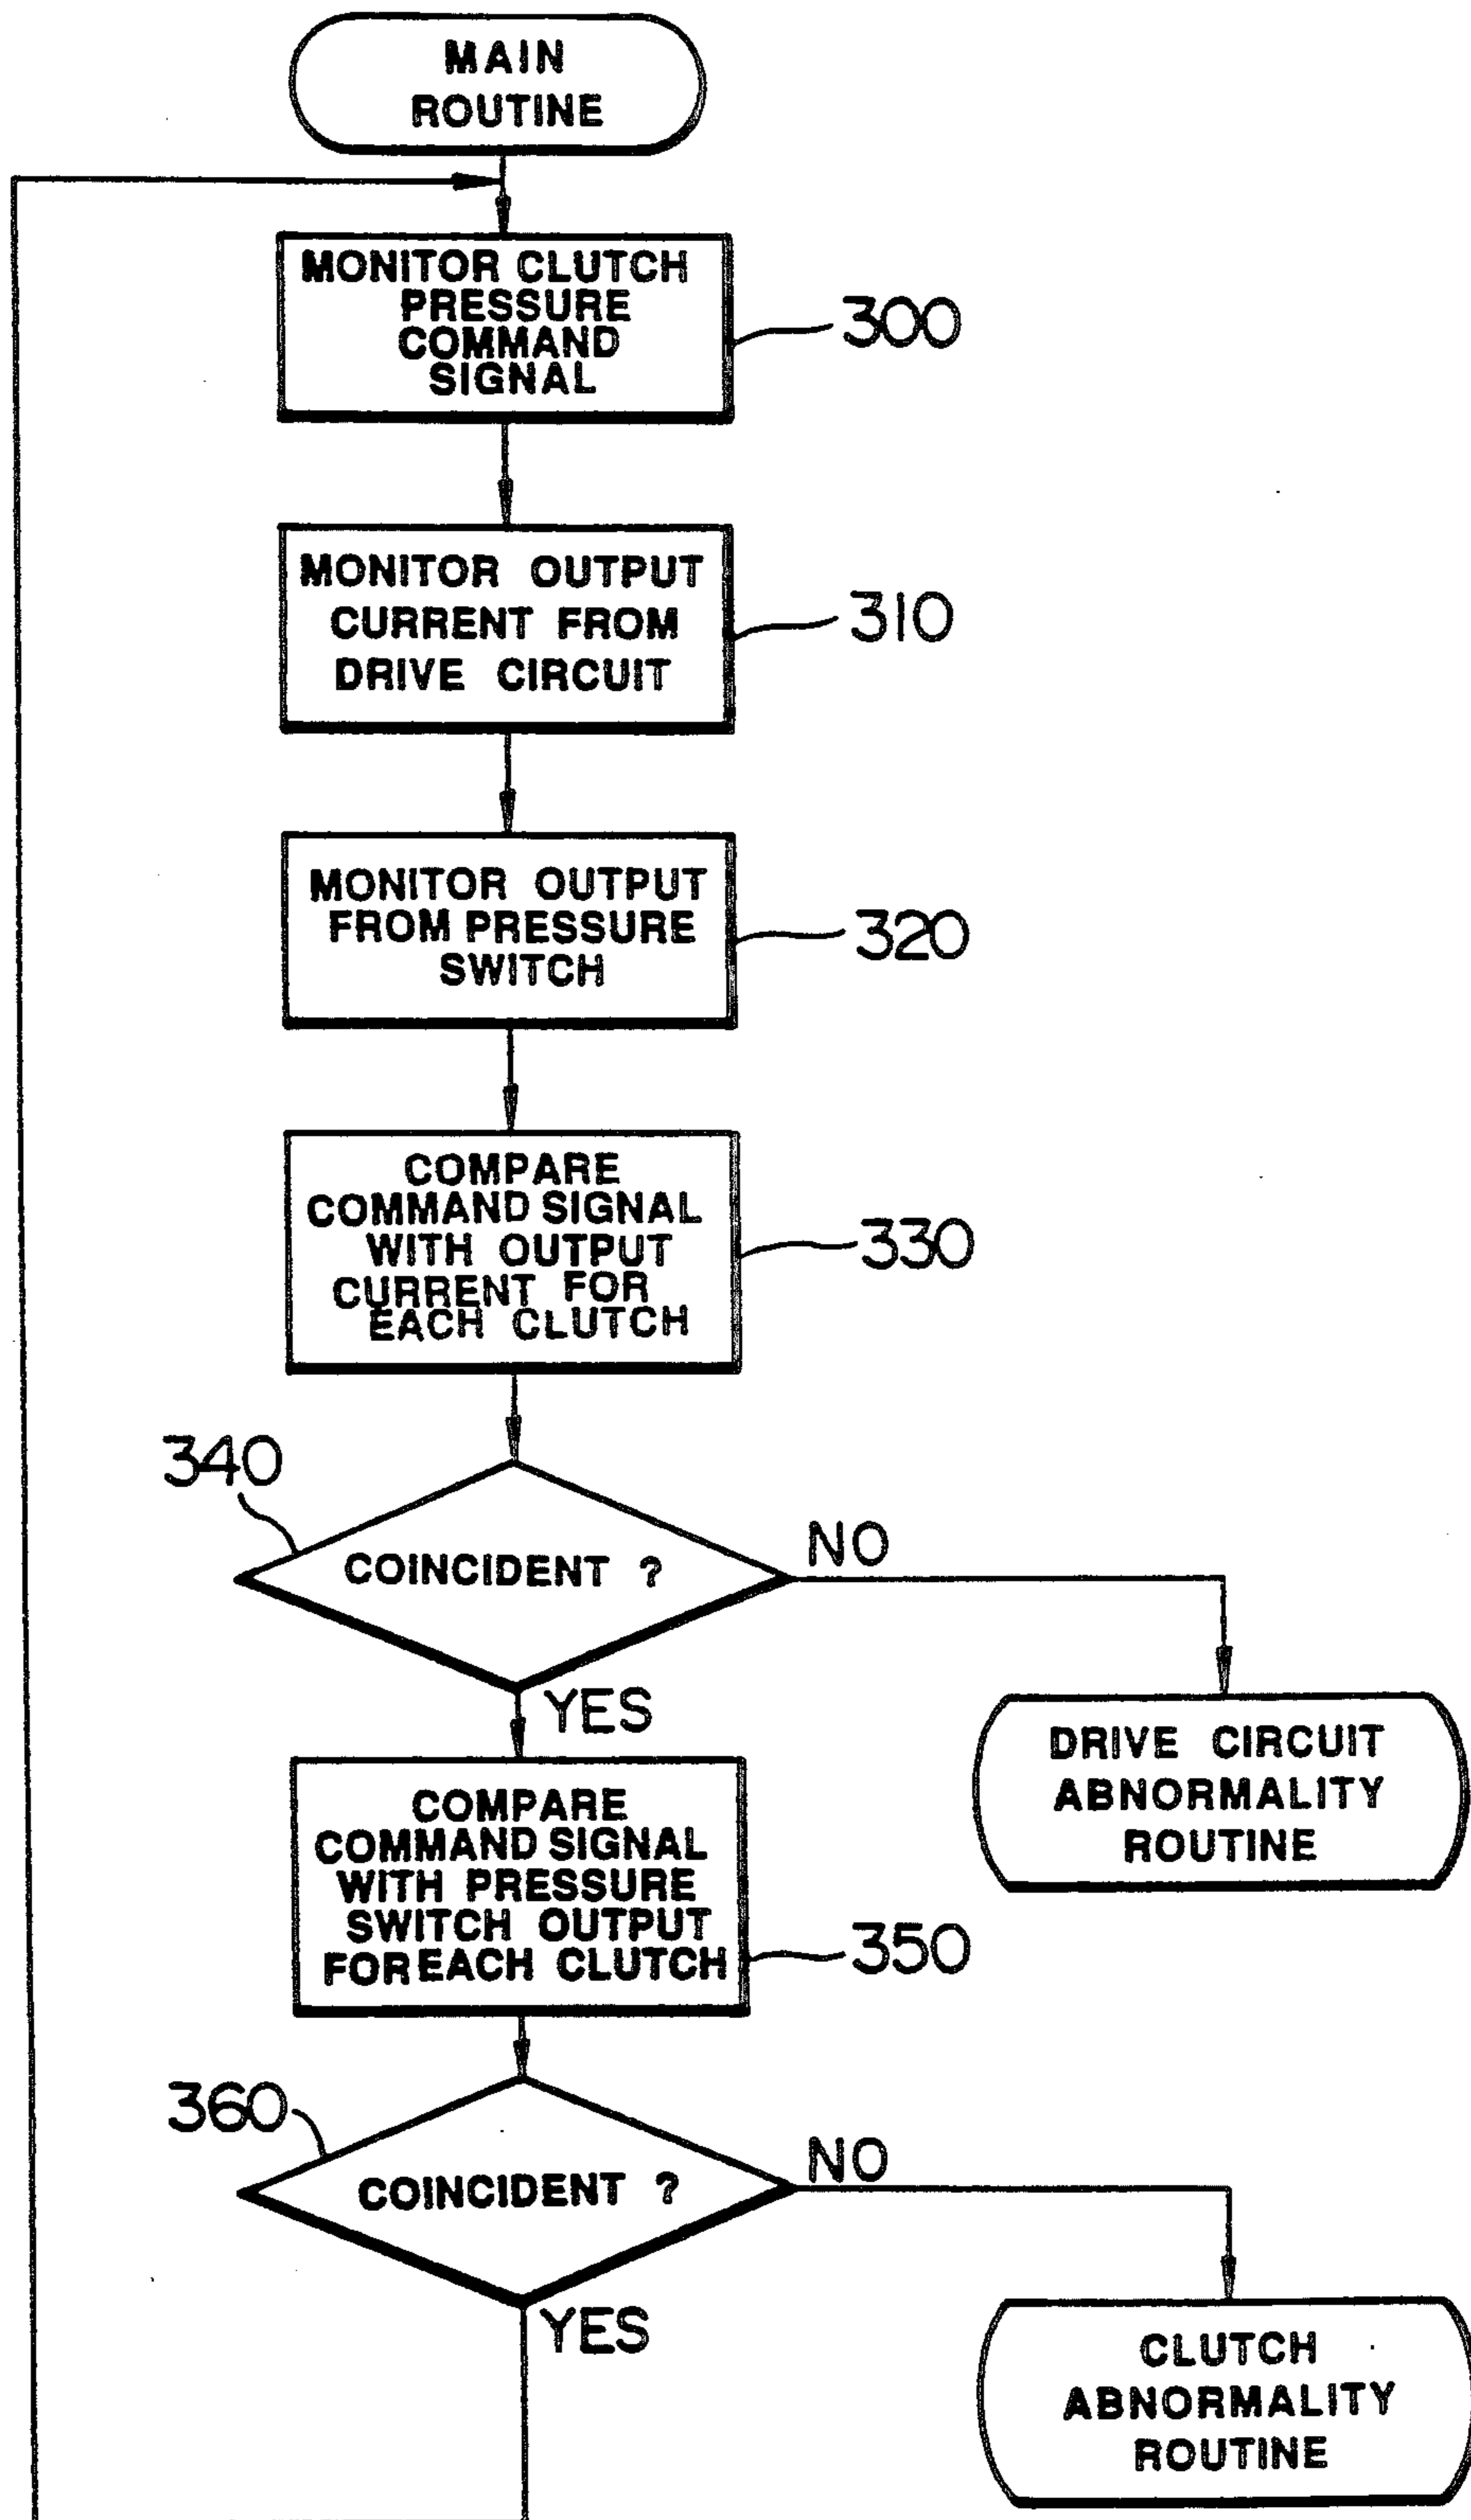 MAIN
ROUTINE
MONITOR CLUTCH
PRESSURE
COMMAND
SIGNAL
300
MONITOR OUTPUT
CURRENT FROM
DRIVE CIRCUIT
310
MONITOR OUTPUT
FROM PRESSURE
SWITCH
320
COMPARE
COMMAND SIGNAL
WITH OUTPUT
CURRENT FOR
EACH CLUTCH
330
340
COINCIDENT ?
NO
YES
DRIVE CIRCUIT
ABNORMALITY
ROUTINE
COMPARE
COMMAND SIGNAL
WITH PRESSURE
SWITCH OUTPUT
FOR EACH CLUTCH
350
360
COINCIDENT ?
NO
YES
CLUTCH
ABNORMALITY
ROUTINE